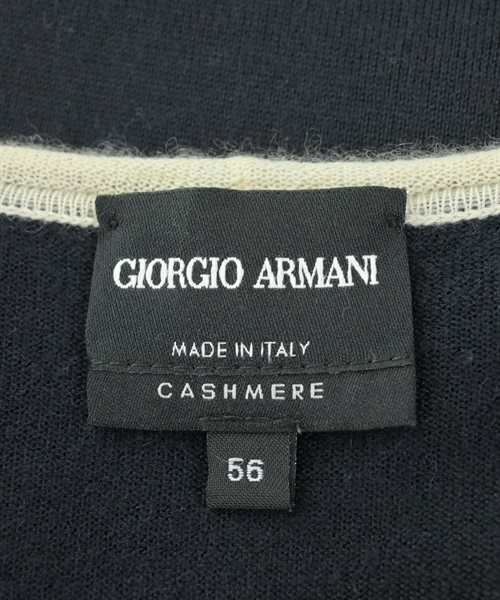 GIORGIO ARMANI
MADE IN ITALY
CASHMERE
56